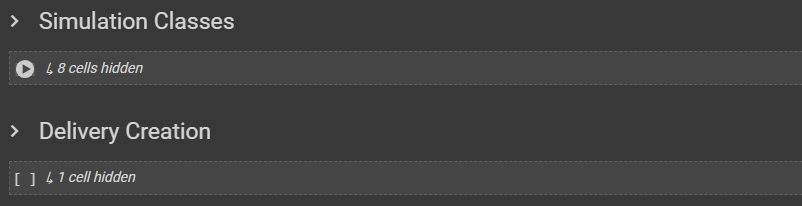 Simulation Classes
↳ 8 cells hidden
Delivery Creation
[ ] ↳ 1 cell hidden